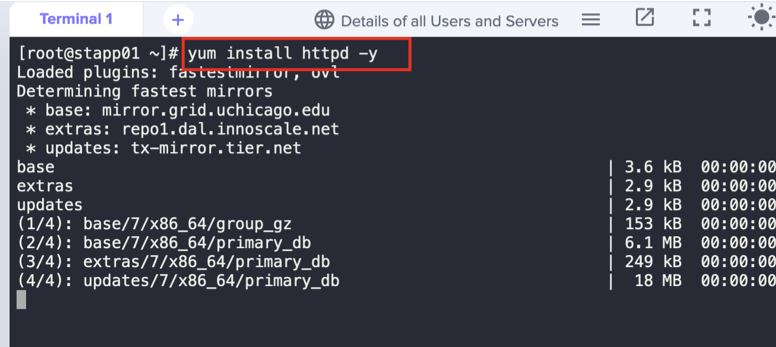 Terminal 1
+
Details of all Users and Servers
[root@stapp01 ~]# yum install httpd -y
Loaded plugins: fastestmirror, ovl
Determining fastest mirrors
* base: mirror.grid.uchicago.edu
* extras: repo1.dal.innoscale.net
* updates: tx-mirror.tier.net
base | 3.6 kB 00:00:00
extras | 2.9 kB 00:00:00
updates | 2.9 kB 00:00:00
(1/4): base/7/x86_64/group_gz | 153 kB 00:00:00
(2/4): base/7/x86_64/primary_db | 6.1 MB 00:00:00
(3/4): extras/7/x86_64/primary_db | 249 kB 00:00:00
(4/4): updates/7/x86_64/primary_db | 18 MB 00:00:00